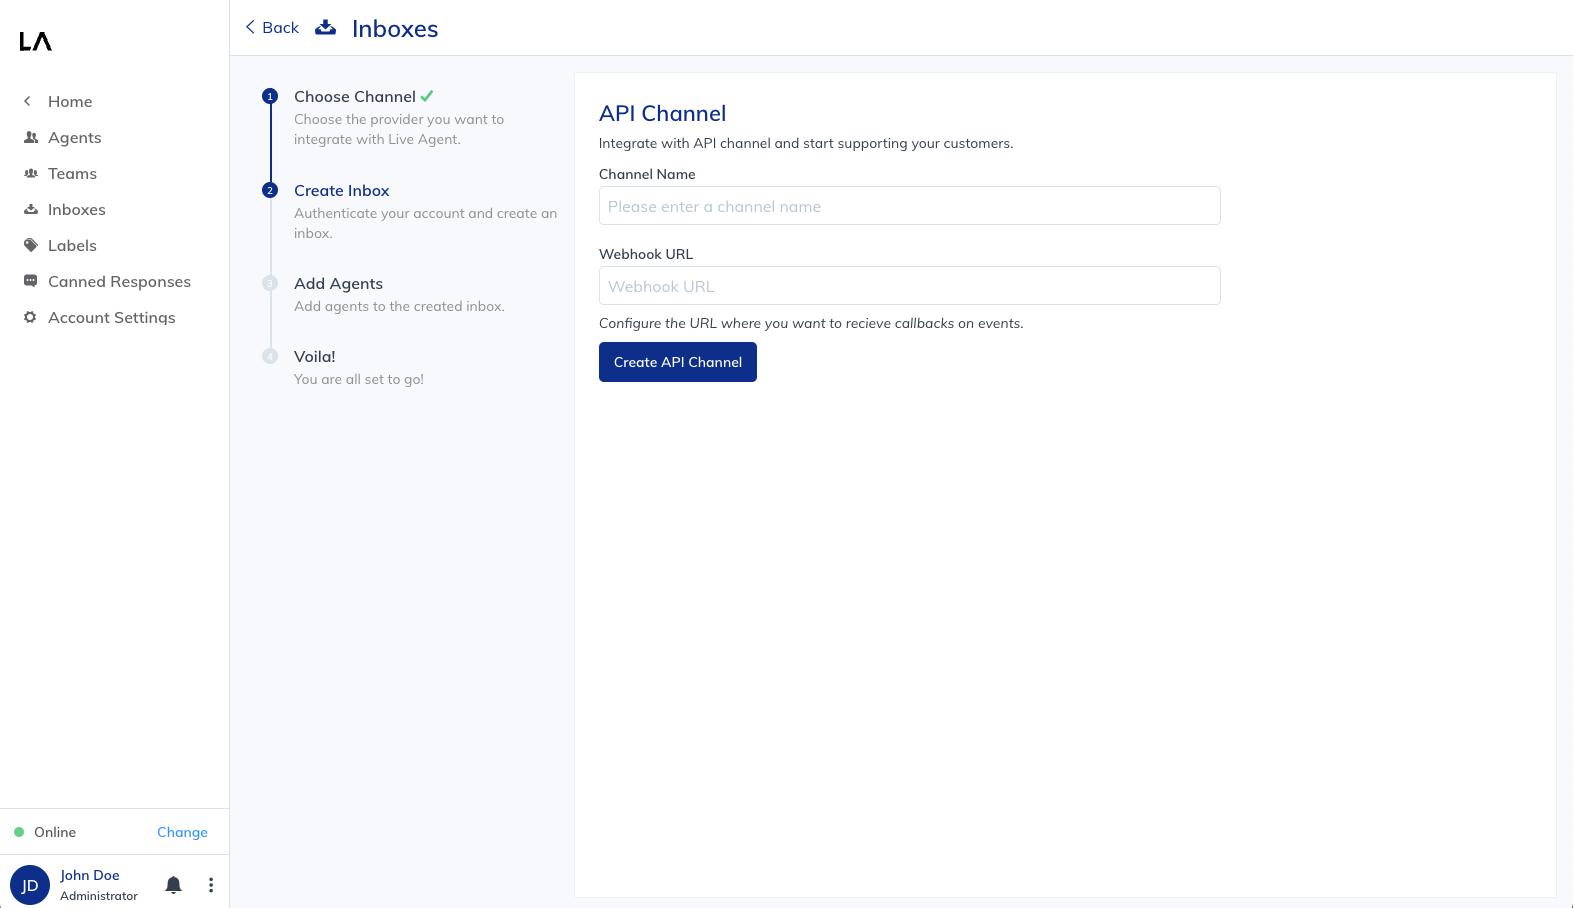 LA
Home
Agents
Teams
Inboxes
Labels
Canned Responses
Account Settings
Online
Change
JD
John Doe
Administrator
Back
Inboxes
1
Choose Channel
Choose the provider you want to
integrate with Live Agent.
2
Create Inbox
Authenticate your account and create an
inbox.
3
Add Agents
Add agents to the created inbox.
4
Voila!
You are all set to go!
API Channel
Integrate with API channel and start supporting your customers.
Channel Name
Please enter a channel name
Webhook URL
Webhook URL
Configure the URL where you want to recieve callbacks on events.
Create API Channel